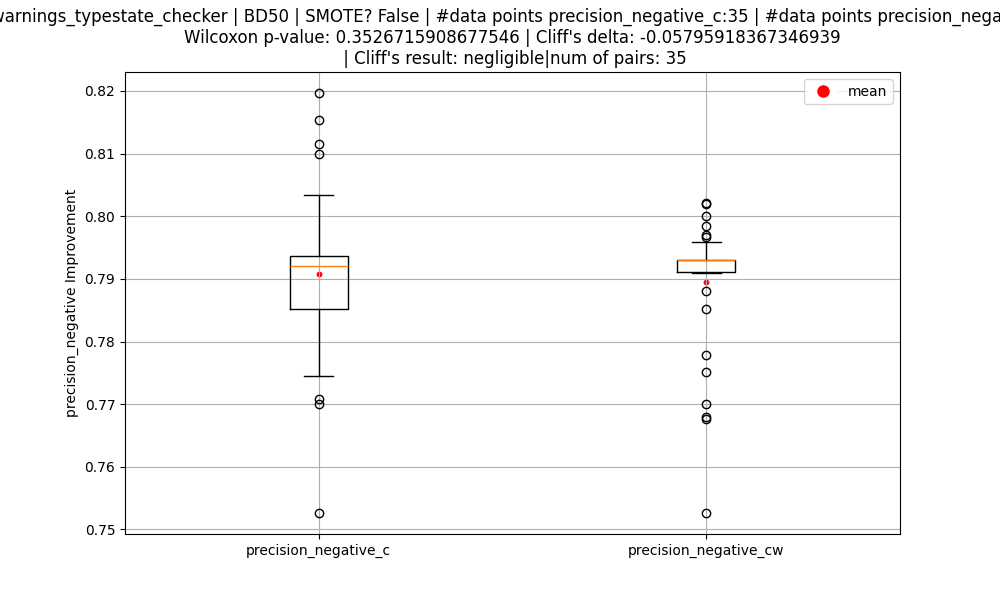 warnings_typestate_checker | BD50 | SMOTE? False | #data points precision_negative_c:35 | #data points precision_nega
Wilcoxon p-value: 0.3526715908677546 | Cliff's delta: -0.05795918367346939
| Cliff's result: negligible|num of pairs: 35
mean
0.82
0.81
0.80
0.79
0.78
0.77
0.76
0.75
precision_negative Improvement
precision_negative_c
precision_negative_cw